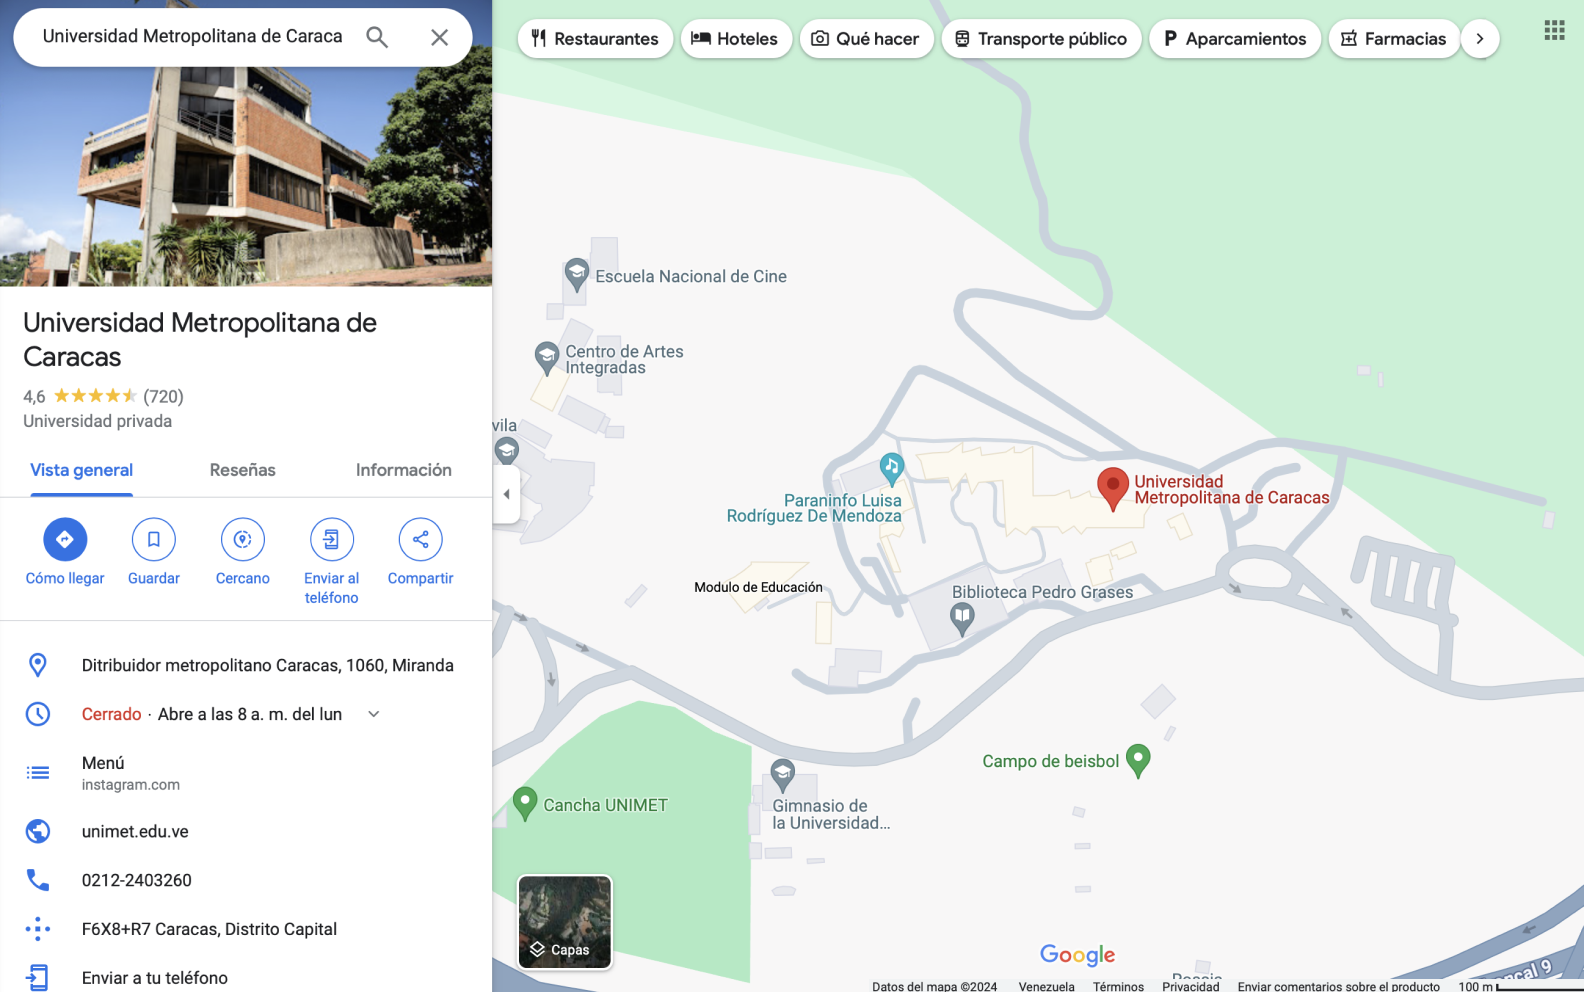 Universidad Metropolitana de Caraca
Restaurantes
Hoteles
Qué hacer
Transporte público
P Aparcamientos
Farmacias
Universidad Metropolitana de
Caracas
4,6 (720)
Universidad privada
Vista general
Reseñas
Información
Cómo llegar
Guardar
Cercano
Enviar al
teléfono
Compartir
Ditribuidor metropolitano Caracas, 1060, Miranda
Cerrado · Abre a las 8 a. m. del lun
Menú
instagram.com
unimet.edu.ve
0212-2403260
F6X8+R7 Caracas, Distrito Capital
Enviar a tu teléfono
Escuela Nacional de Cine
Centro de Artes
Integradas
vila
Paraninfo Luisa
Rodríguez De Mendoza
Universidad
Metropolitana de Caracas
Modulo de Educación
Biblioteca Pedro Grases
Campo de beisbol
Cancha UNIMET
Gimnasio de
la Universidad...
Capas
Google
ncal 9
Datos del mapa ©2024
Venezuela
Términos
Privacidad
Enviar comentarios sobre el producto
100 m